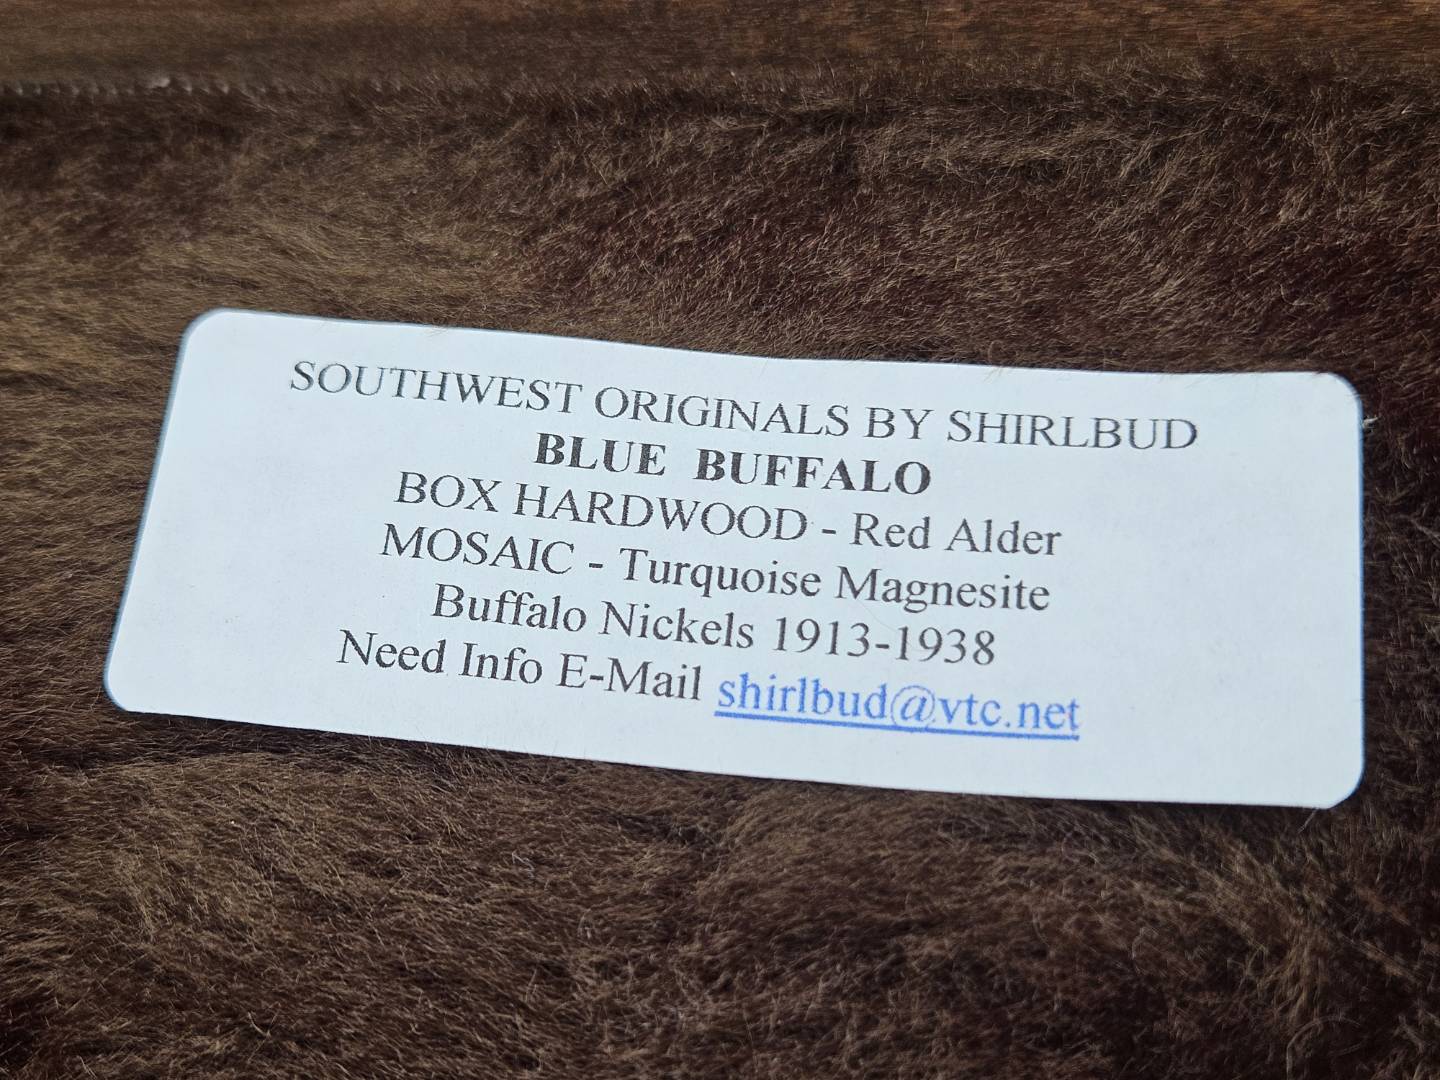 SOUTHWEST ORIGINALS BY SHIRLBUD
BLUE BUFFALO
BOX HARDWOOD - Red Alder
MOSAIC - Turquoise Magnesite
Buffalo Nickels 1913-1938
Need Info E-Mail shirlbud@vtc.net